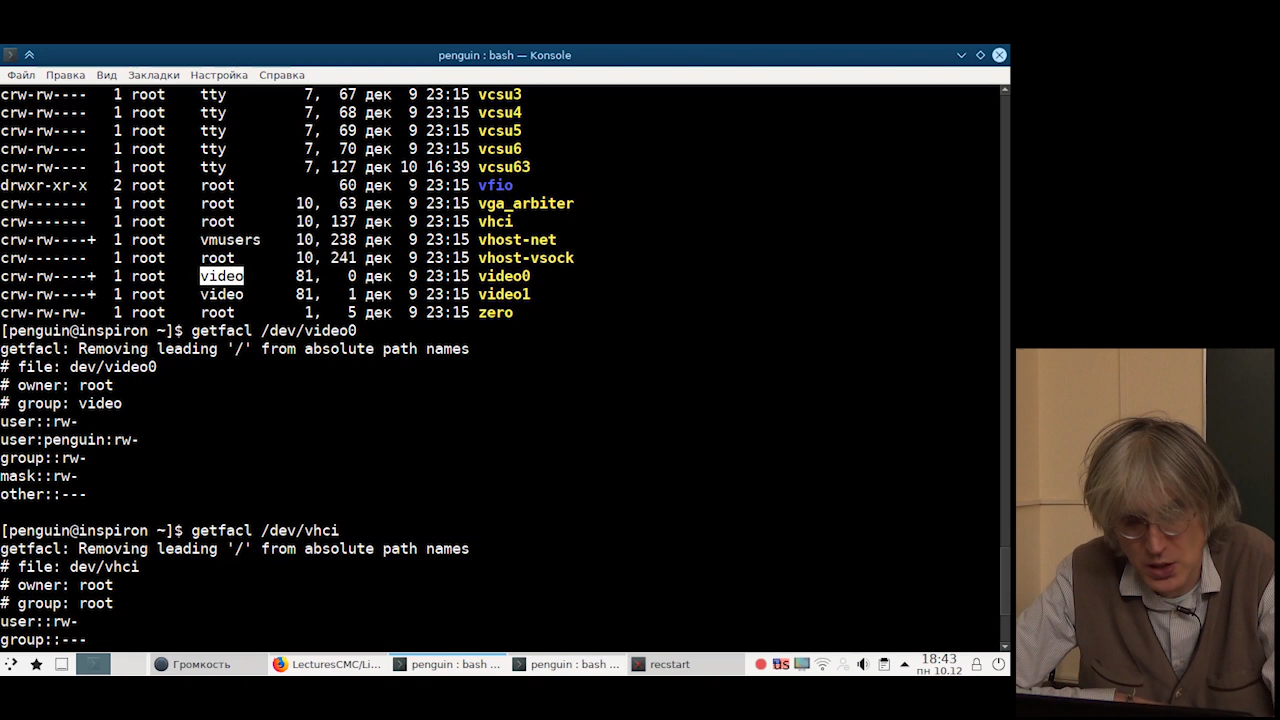 penguin : bash — Konsole
Файл Правка Вид Закладки Настройка Справка
crw-rw---- 1 root tty 7, 67 дек 9 23:15 vcsu3
crw-rw---- 1 root tty 7, 68 дек 9 23:15 vcsu4
crw-rw---- 1 root tty 7, 69 дек 9 23:15 vcsu5
crw-rw---- 1 root tty 7, 70 дек 9 23:15 vcsu6
crw-rw---- 1 root tty 7, 127 дек 10 16:39 vcsu63
drwxr-xr-x 2 root root 60 дек 9 23:15 vfio
crw------- 1 root root 10, 63 дек 9 23:15 vga_arbiter
crw------- 1 root root 10, 137 дек 9 23:15 vhci
crw-rw----+ 1 root vmusers 10, 238 дек 9 23:15 vhost-net
crw------- 1 root root 10, 241 дек 9 23:15 vhost-vsock
crw-rw----+ 1 root video 81, 0 дек 9 23:15 video0
crw-rw----+ 1 root video 81, 1 дек 9 23:15 video1
crw-rw-rw- 1 root root 1, 5 дек 9 23:15 zero
[penguin@inspiron ~]$ getfacl /dev/video0
getfacl: Removing leading '/' from absolute path names
# file: dev/video0
# owner: root
# group: video
user::rw-
user:penguin:rw-
group::rw-
mask::rw-
other::---
[penguin@inspiron ~]$ getfacl /dev/vhci
getfacl: Removing leading '/' from absolute path names
# file: dev/vhci
# owner: root
# group: root
user::rw-
group::---
Громкость LecturesCMC/Li... penguin : bash ... penguin : bash ... recstart US 18:43
пн 10.12